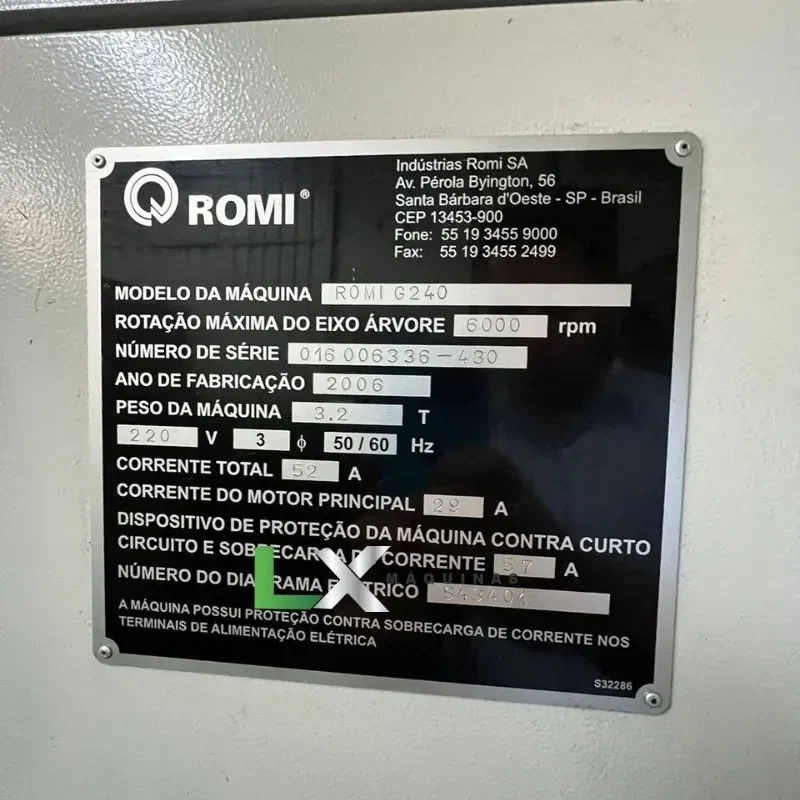 ROMI®
Indústrias Romi SA
Av. Pérola Byington, 56
Santa Bárbara d'Oeste - SP - Brasil
CEP 13453-900
Fone: 55 19 3455 9000
Fax: 55 19 3455 2499
MODELO DA MÁQUINA ROMI G240
ROTAÇÃO MÁXIMA DO EIXO ÁRVORE 6000 rpm
NÚMERO DE SÉRIE 016 006336-430
ANO DE FABRICAÇÃO 2006
PESO DA MÁQUINA 3.2 T
220 V 3 ϕ 50 / 60 Hz
CORRENTE TOTAL 52 A
CORRENTE DO MOTOR PRINCIPAL 29 A
DISPOSITIVO DE PROTEÇÃO DA MÁQUINA CONTRA CURTO
CIRCUITO E SOBRECARGA DE CORRENTE 57 A
NÚMERO DO DIAGRAMA ELÉTRICO S43404
LX MÁQUINAS
A MÁQUINA POSSUI PROTEÇÃO CONTRA SOBRECARGA DE CORRENTE NOS
TERMINAIS DE ALIMENTAÇÃO ELÉTRICA
S32286